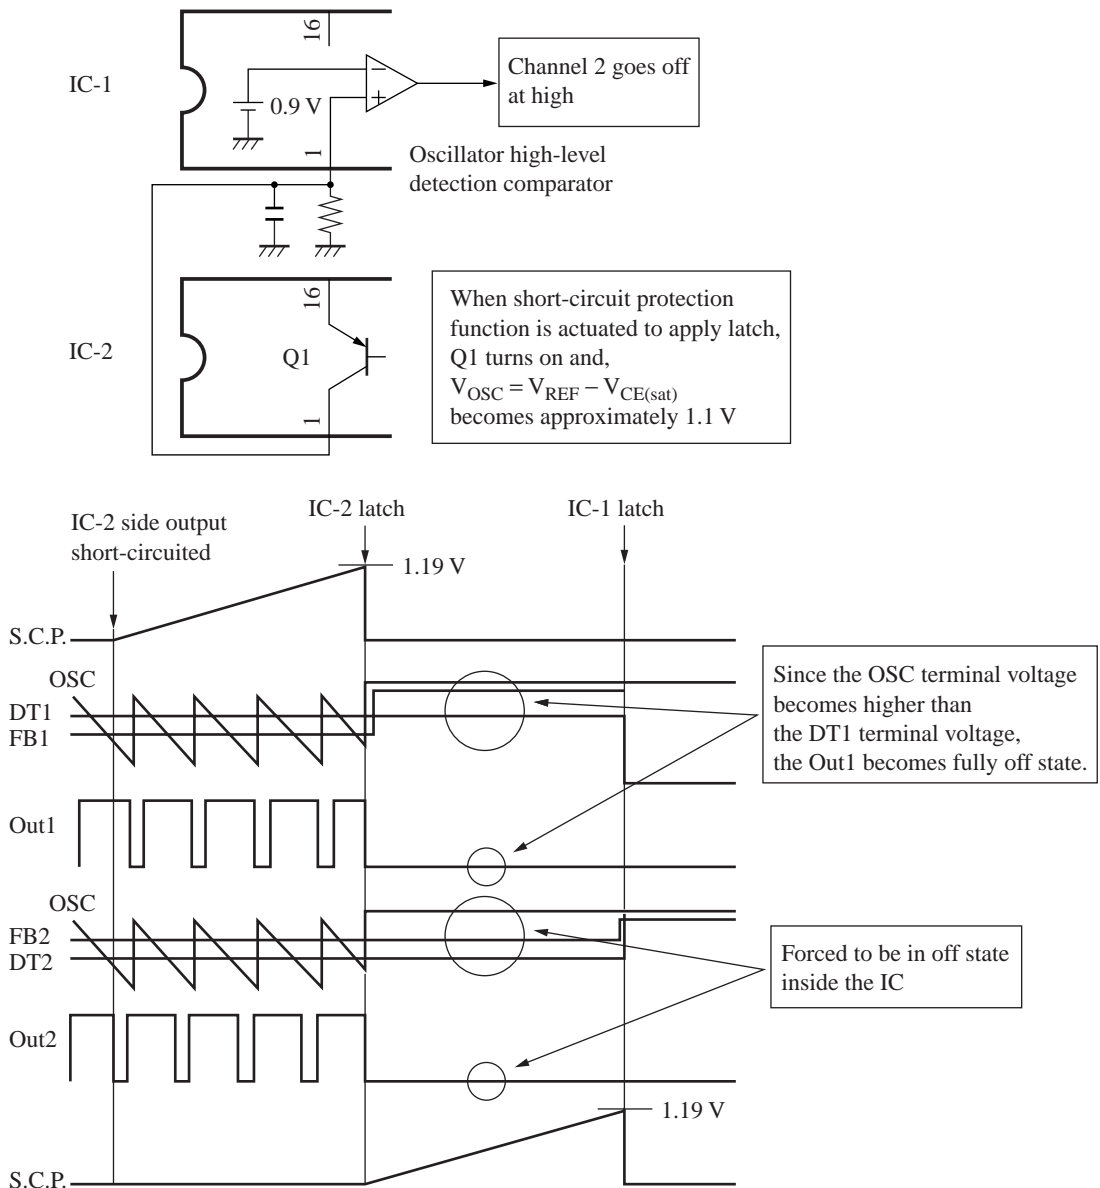 16
IC-1
0.9 V
−
+
1
Channel 2 goes off
at high
Oscillator high-level
detection comparator
16
IC-2
Q1
1
When short-circuit protection
function is actuated to apply latch,
Q1 turns on and,
VOSC = VREF − VCE(sat)
becomes approximately 1.1 V
IC-2 side output
short-circuited
IC-2 latch
IC-1 latch
1.19 V
S.C.P.
OSC
DT1
FB1
Since the OSC terminal voltage
becomes higher than
the DT1 terminal voltage,
the Out1 becomes fully off state.
Out1
OSC
FB2
DT2
Forced to be in off state
inside the IC
Out2
1.19 V
S.C.P.